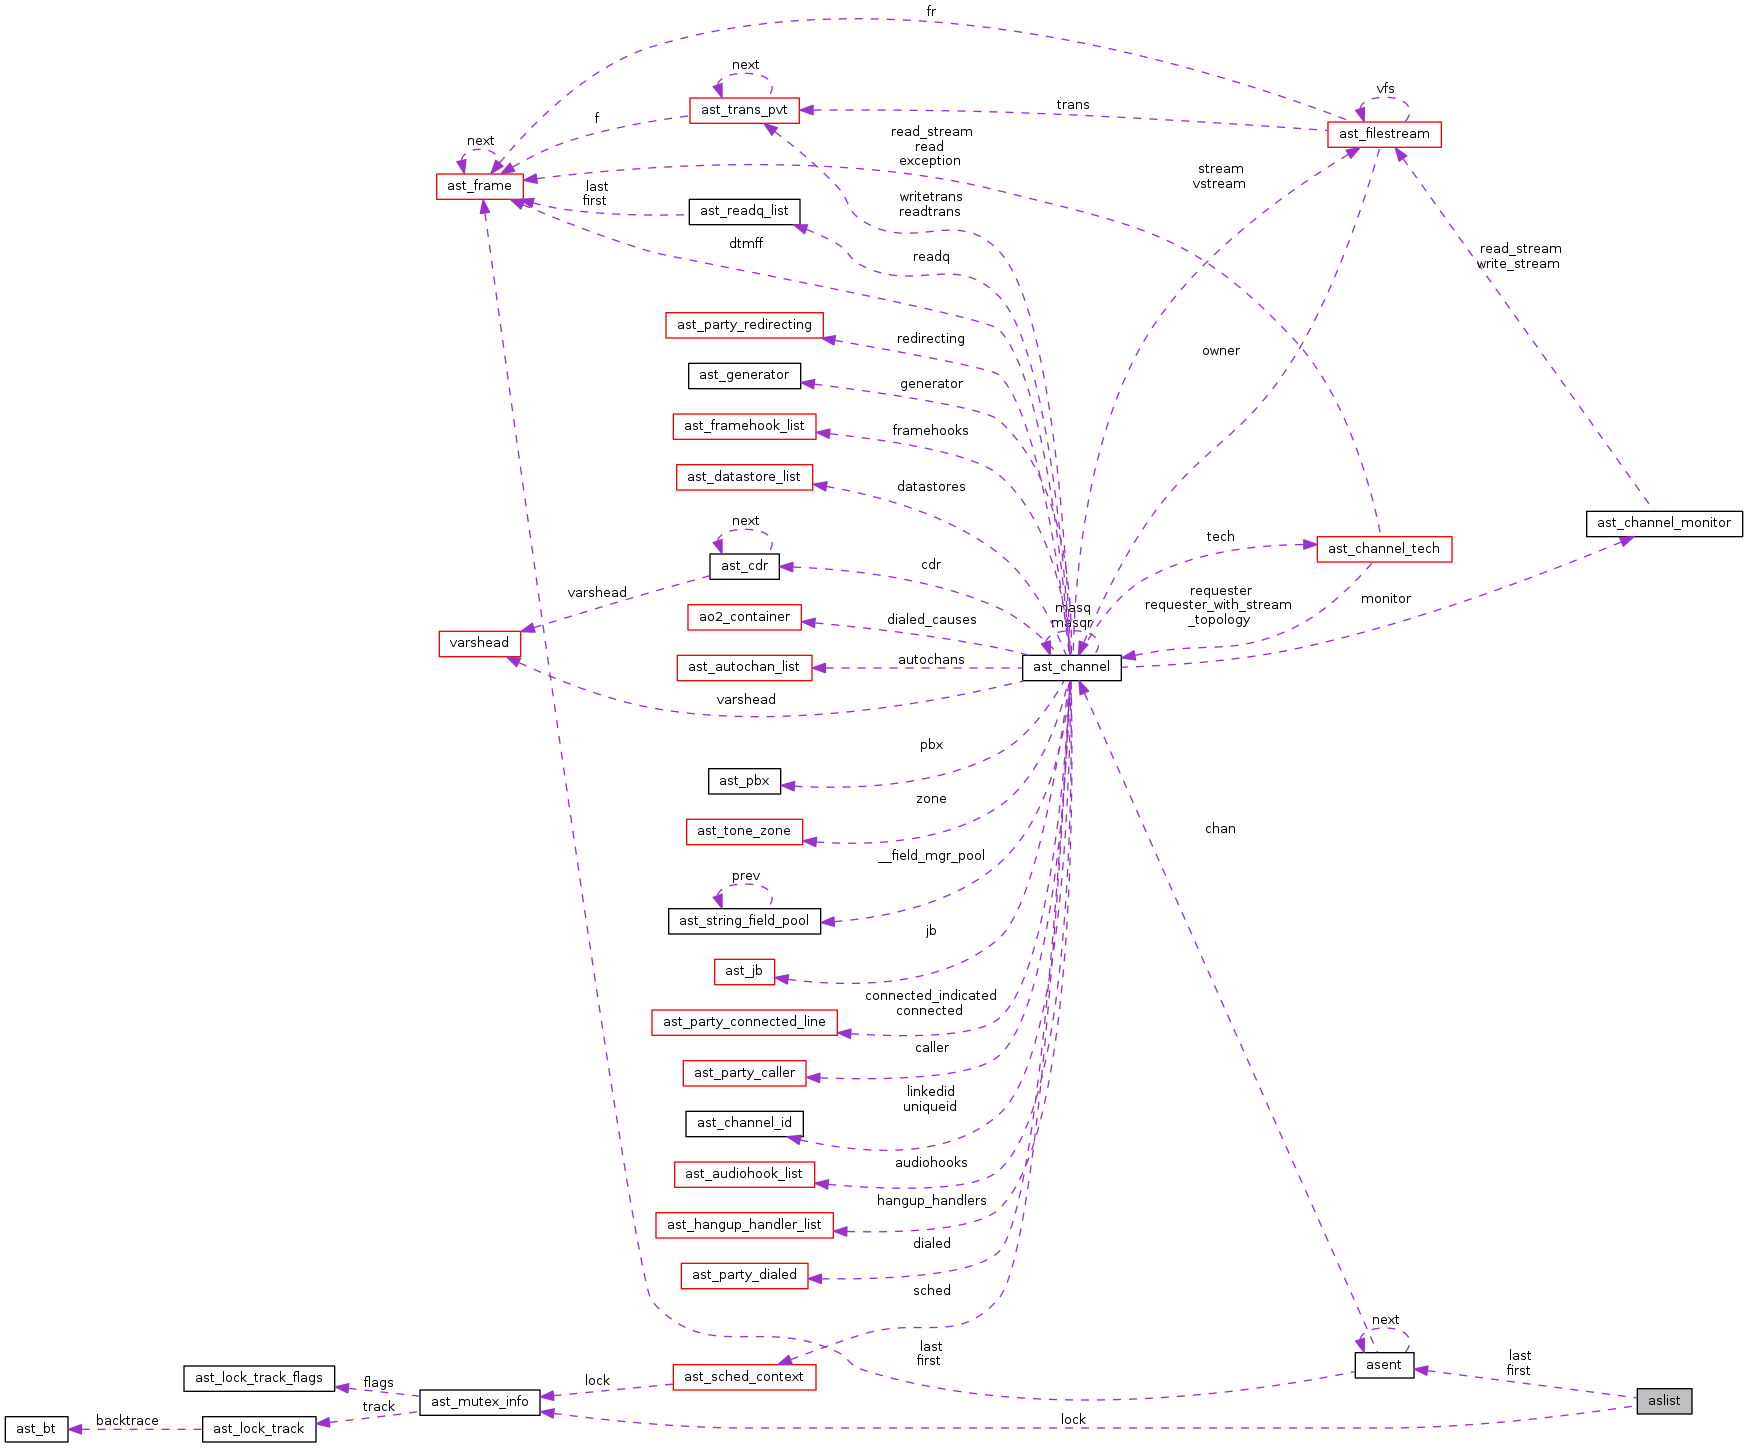 fr
next
vfs
trans
ast_trans_pvt
f
ast_filestream
read_stream
read
exception
next
stream
vstream
ast_frame
last
first
writetrans
readtrans
ast_readq_list
dtmff
readq
read_stream
write_stream
ast_party_redirecting
redirecting
owner
ast_generator
generator
ast_framehook_list
framehooks
ast_datastore_list
datastores
next
ast_channel_monitor
tech
ast_channel_tech
ast_cdr
cdr
varshead
requester
requester_with_stream
_topology
monitor
masq
masqr
ao2_container
dialed_causes
varshead
ast_autochan_list
autochans
ast_channel
varshead
pbx
ast_pbx
zone
ast_tone_zone
chan
__field_mgr_pool
prev
ast_string_field_pool
jb
ast_jb
connected_indicated
connected
ast_party_connected_line
caller
ast_party_caller
linkedid
uniqueid
ast_channel_id
audiohooks
ast_audiohook_list
hangup_handlers
ast_hangup_handler_list
dialed
ast_party_dialed
sched
next
last
first
last
first
asent
ast_lock_track_flags
flags
lock
ast_sched_context
ast_mutex_info
aslist
track
lock
ast_bt
backtrace
ast_lock_track